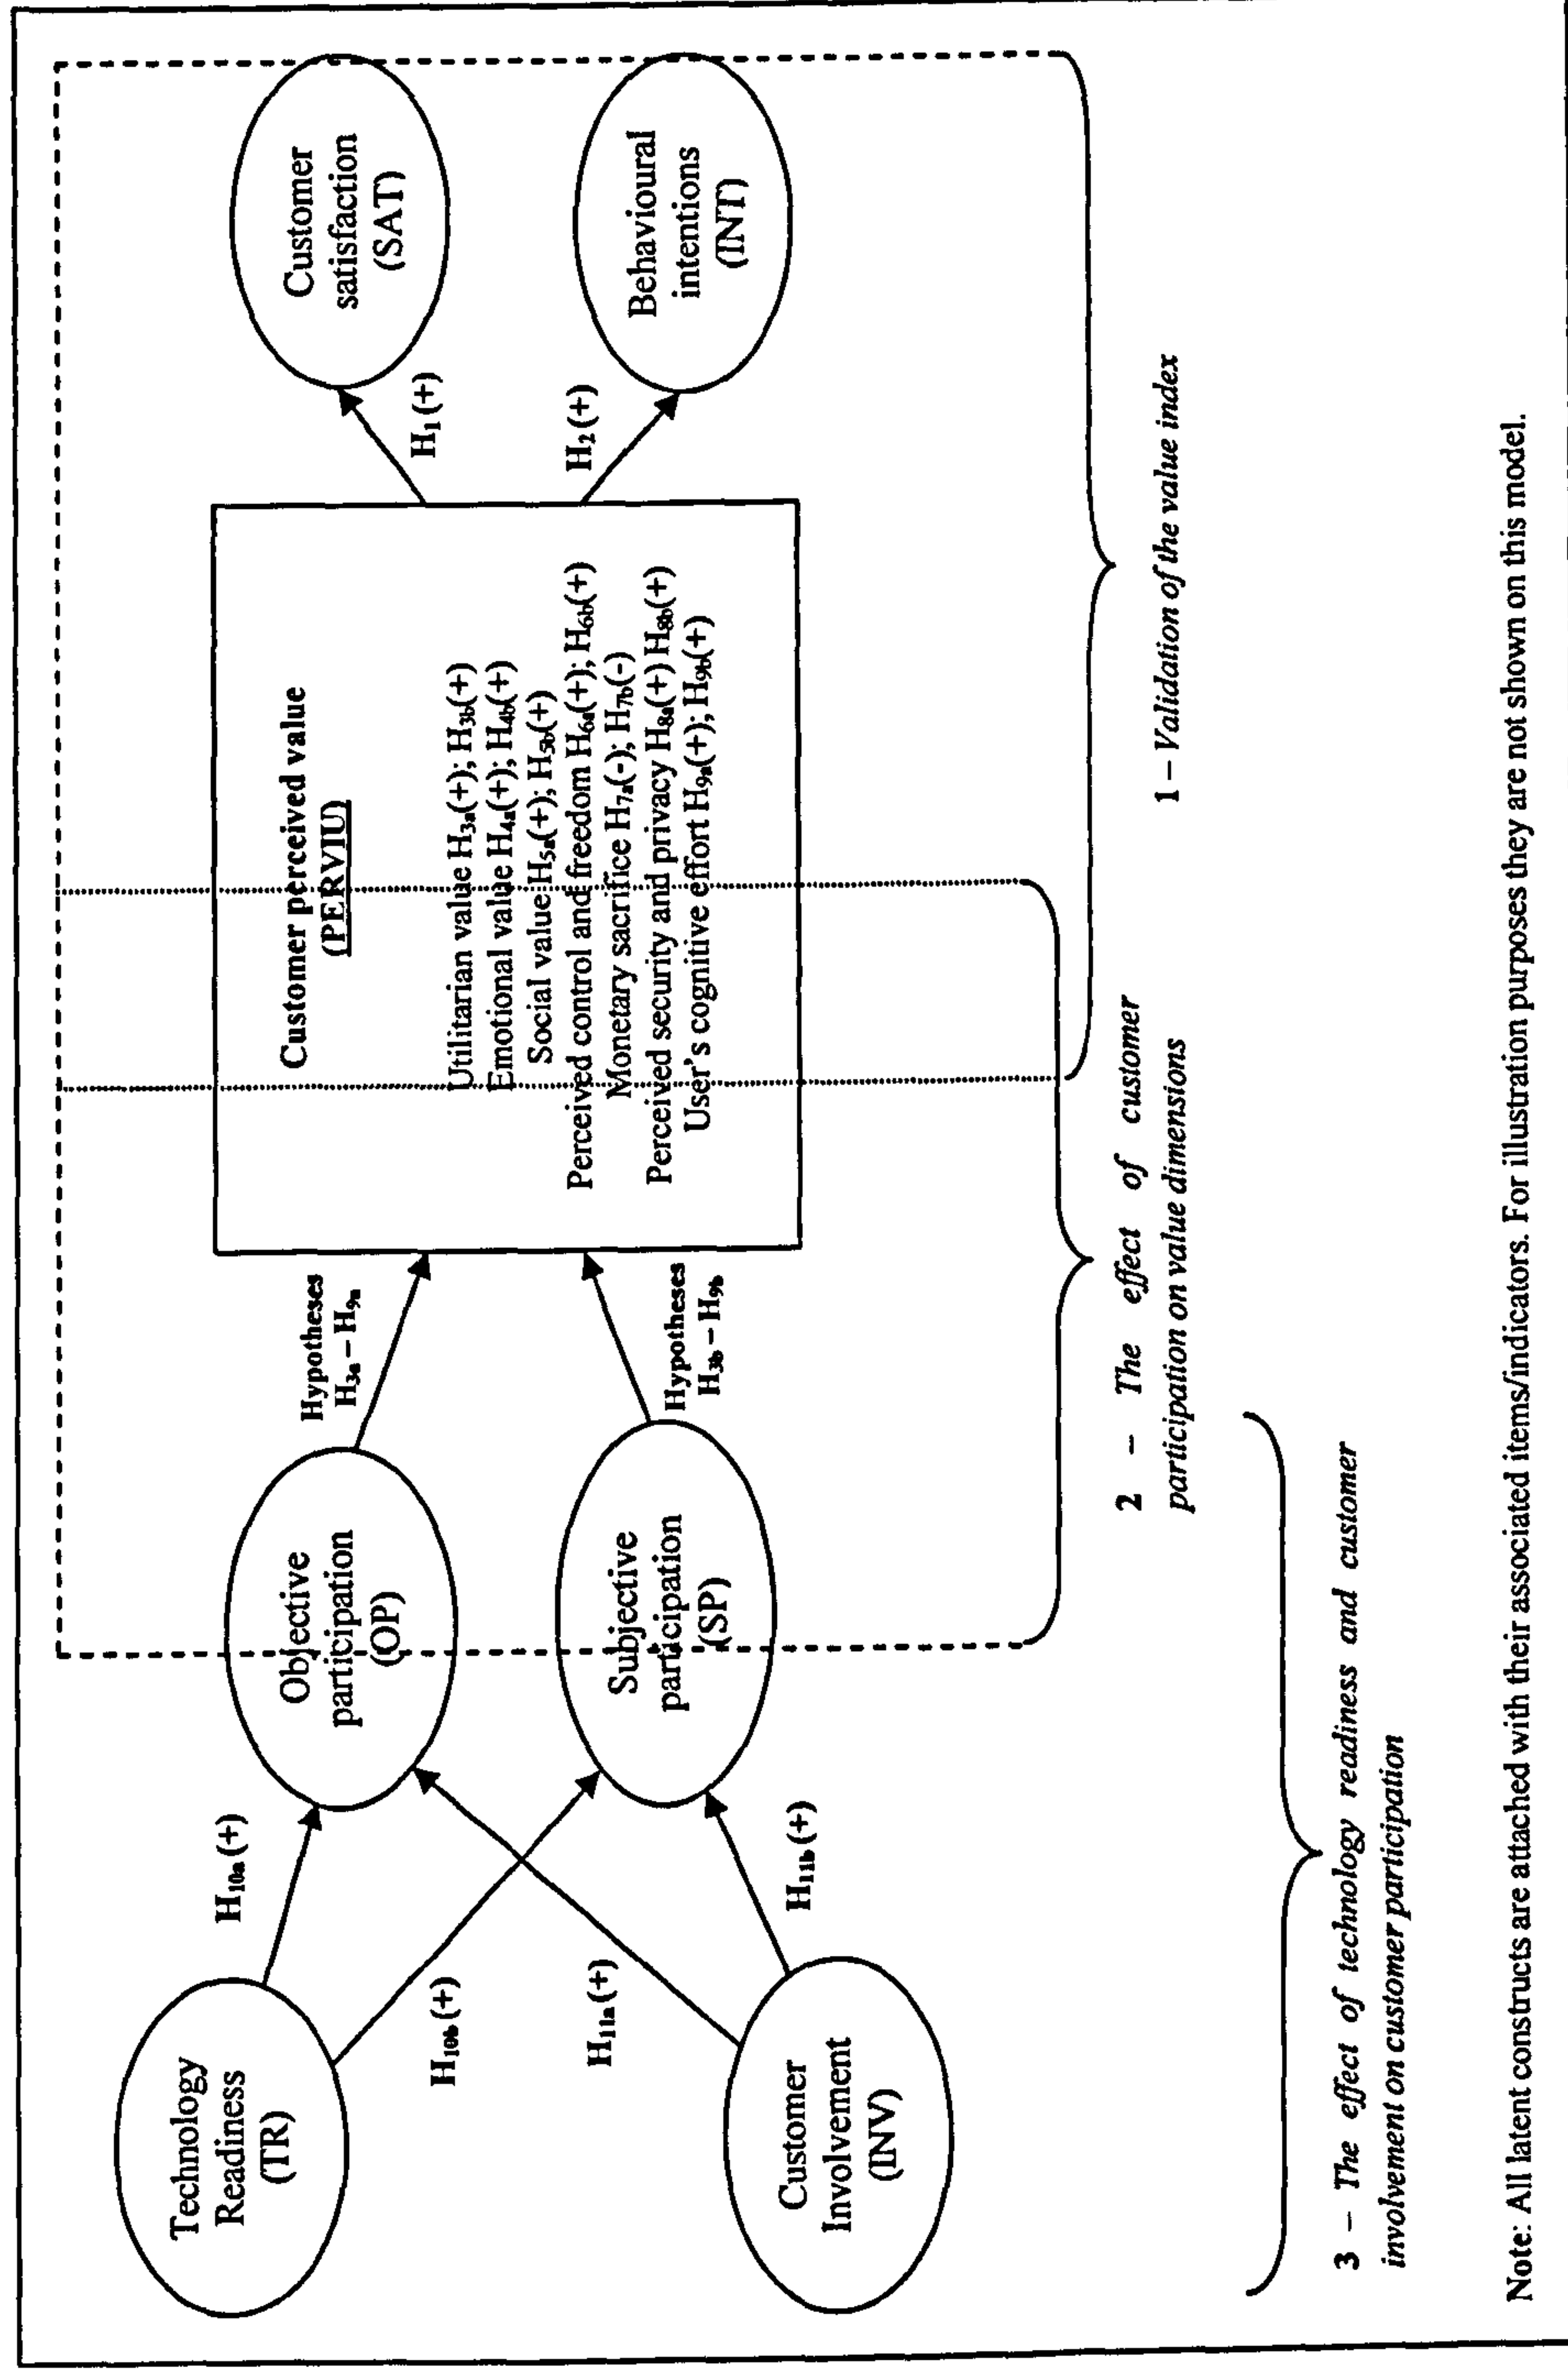 Technology
Readiness
(TR)
Customer
Involvement
(INV)
H10a(+)
H10b(+)
H11a(+)
H11b(+)
Objective
participation
(OP)
Subjective
participation
(SP)
Hypotheses
H3a – H9a
Hypotheses
H3b – H9b
Customer perceived value
(PERVIU)
Utilitarian value H3a(+); H3b(+)
Emotional value H4a(+); H4b(+)
Social value H5a(+); H5b(+)
Perceived control and freedom H6a(+); H6b(+)
Monetary sacrifice H7a(-); H7b(-)
Perceived security and privacy H8a(+) H8b(+)
User's cognitive effort H9a(+); H9b(+)
H1(+)
H2(+)
Customer
satisfaction
(SAT)
Behavioural
intentions
(INT)
1 – Validation of the value index
2 – The effect of customer
participation on value dimensions
3 – The effect of technology readiness and customer
involvement on customer participation
Note: All latent constructs are attached with their associated items/indicators. For illustration purposes they are not shown on this model.